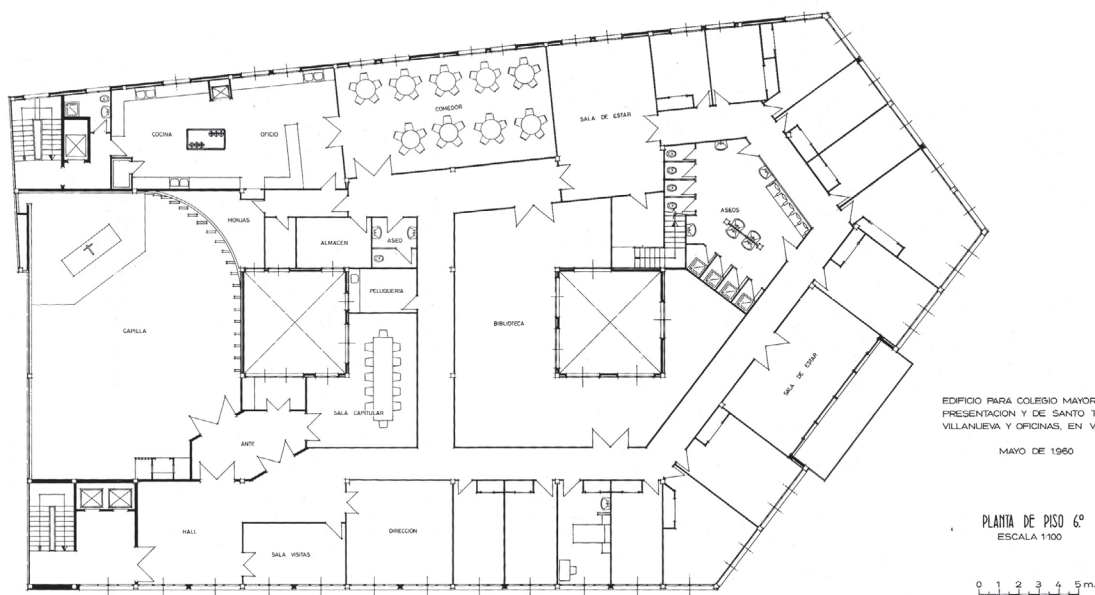 COMEDOR
SALA DE ESTAR
COCINA
OFICIO
MONJAS
ALMACEN
ASEO
ASEOS
PELUQUERIA
CAPILLA
BIBLIOTECA
SALA DE ESTAR
SALA CAPITULAR
ANTE
HALL
DIRECCION
SALA VISITAS
EDIFICIO PARA COLEGIO MAYOR
PRESENTACION Y DE SANTO T
VILLANUEVA Y OFICINAS, EN V
MAYO DE 1.960
PLANTA DE PISO 6.º
ESCALA 1:100
0 1 2 3 4 5 m.